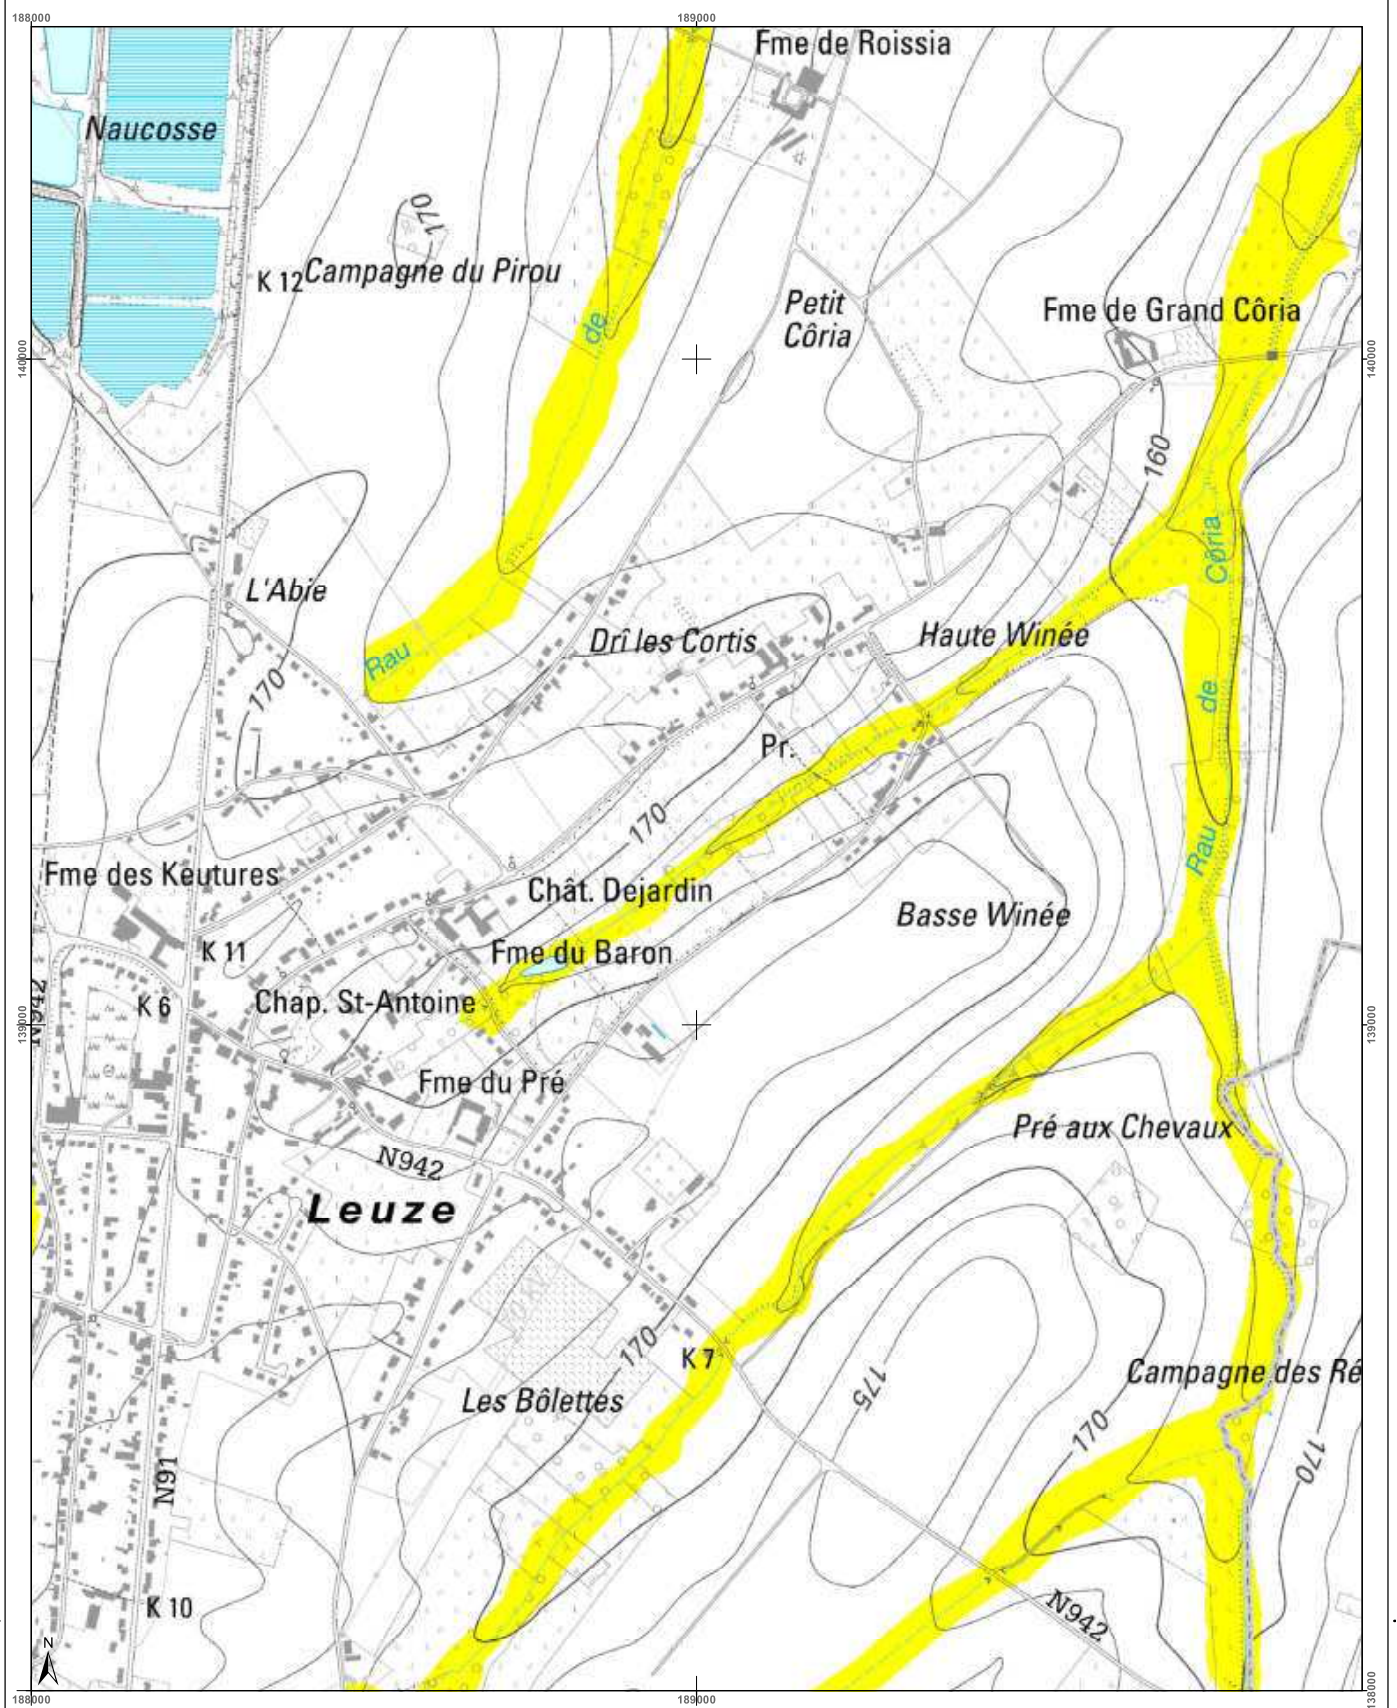 188000
189000
Fme de Roissia
Naucosse
170
K 12
Campagne du Pirou
Petit
Côria
de
Fme de Grand Côria
140000
140000
160
Côria
L'Abie
Rau
Drî les Cortis
Haute Winée
170
de
Pr.
170
Rau
Fme des Keutures
Chât. Dejardin
Basse Winée
K 11
Fme du Baron
N942
K 6
Chap. St-Antoine
139000
139000
Fme du Pré
Pré aux Chevaux
N942
Leuze
170
K 7
175
Campagne des Ré
Les Bôlettes
170
170
N91
K 10
N942
N
188000
189000
138000